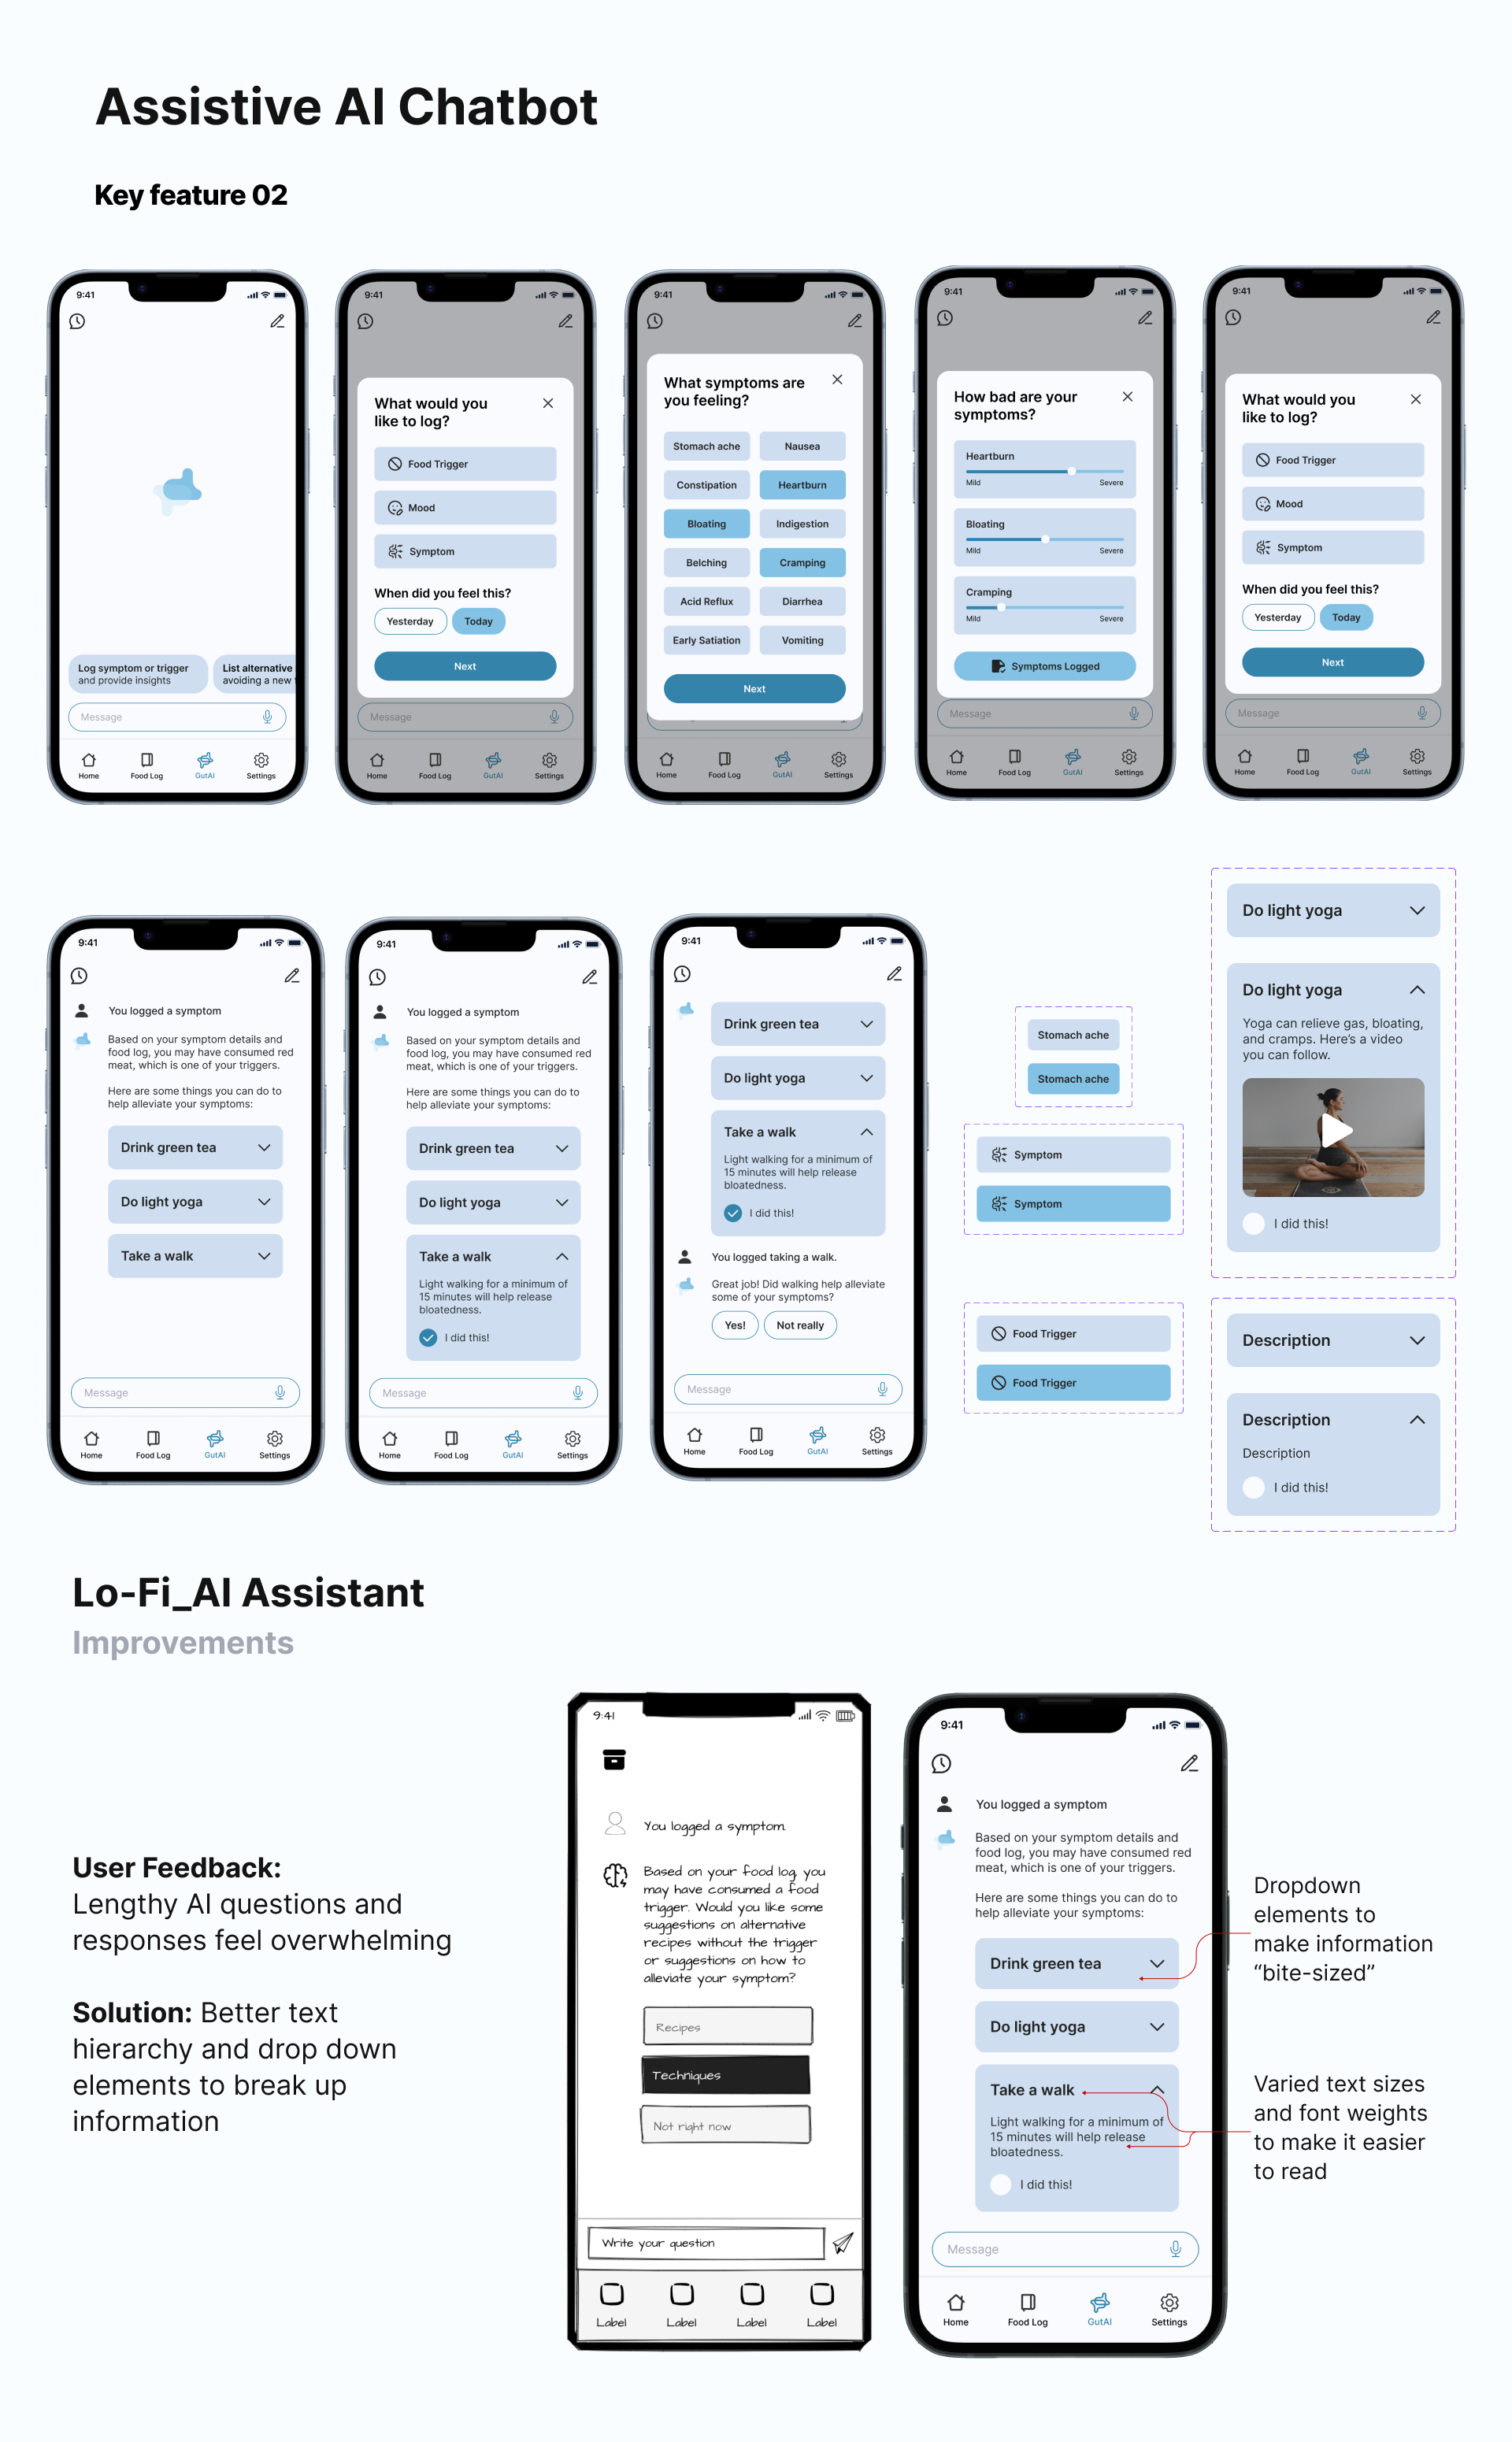 Assistive AI Chatbot
Key feature 02
9:41
Log symptom or trigger
and provide insights
List alternative
avoiding a new
Message
Home
Food Log
GutAI
Settings
9:41
What would you
like to log?
Food Trigger
Mood
Symptom
When did you feel this?
Yesterday
Today
Next
Message
Home
Food Log
GutAI
Settings
9:41
What symptoms are
you feeling?
Stomach ache
Nausea
Constipation
Heartburn
Bloating
Indigestion
Belching
Cramping
Acid Reflux
Diarrhea
Early Satiation
Vomiting
Next
Home
Food Log
GutAI
Settings
9:41
How bad are your
symptoms?
Heartburn
Mild
Severe
Bloating
Mild
Severe
Cramping
Mild
Severe
Symptoms Logged
Message
Home
Food Log
GutAI
Settings
9:41
What would you
like to log?
Food Trigger
Mood
Symptom
When did you feel this?
Yesterday
Today
Next
Message
Home
Food Log
GutAI
Settings
9:41
You logged a symptom
Based on your symptom details and
food log, you may have consumed red
meat, which is one of your triggers.
Here are some things you can do to
help alleviate your symptoms:
Drink green tea
Do light yoga
Take a walk
Message
Home
Food Log
GutAI
Settings
9:41
You logged a symptom
Based on your symptom details and
food log, you may have consumed red
meat, which is one of your triggers.
Here are some things you can do to
help alleviate your symptoms:
Drink green tea
Do light yoga
Take a walk
Light walking for a minimum of
15 minutes will help release
bloatedness.
I did this!
Message
Home
Food Log
GutAI
Settings
9:41
Drink green tea
Do light yoga
Take a walk
Light walking for a minimum of
15 minutes will help release
bloatedness.
I did this!
You logged taking a walk.
Great job! Did walking help alleviate
some of your symptoms?
Yes!
Not really
Message
Home
Food Log
GutAI
Settings
Stomach ache
Stomach ache
Symptom
Symptom
Food Trigger
Food Trigger
Do light yoga
Do light yoga
Yoga can relieve gas, bloating,
and cramps. Here's a video
you can follow.
I did this!
Description
Description
Description
I did this!
Lo-Fi_AI Assistant
Improvements
User Feedback:
Lengthy AI questions and
responses feel overwhelming
Solution: Better text
hierarchy and drop down
elements to break up
information
9:41
You logged a symptom.
Based on your food log, you
may have consumed a food
trigger. Would you like some
suggestions on alternative
recipes without the trigger
or suggestions on how to
alleviate your symptom?
Recipes
Techniques
Not right now
Write your question
Label
Label
Label
Label
9:41
You logged a symptom
Based on your symptom details and
food log, you may have consumed red
meat, which is one of your triggers.
Here are some things you can do to
help alleviate your symptoms:
Drink green tea
Do light yoga
Take a walk
Light walking for a minimum of
15 minutes will help release
bloatedness.
I did this!
Message
Home
Food Log
GutAI
Settings
Dropdown
elements to
make information
“bite-sized”
Varied text sizes
and font weights
to make it easier
to read